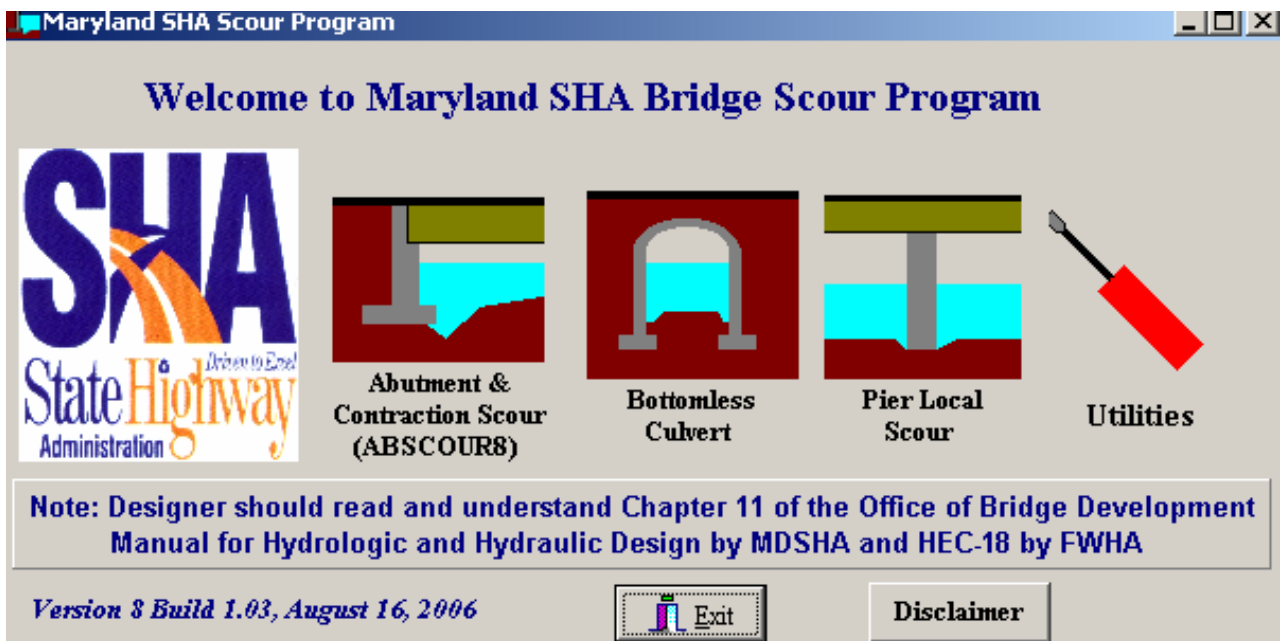 Maryland SHA Scour Program
Welcome to Maryland SHA Bridge Scour Program
SHA
Driven to Excel
State Highway
Administration
Abutment &
Contraction Scour
(ABSCOUR8)
Bottomless
Culvert
Pier Local
Scour
Utilities
Note: Designer should read and understand Chapter 11 of the Office of Bridge Development
Manual for Hydrologic and Hydraulic Design by MDSHA and HEC-18 by FWHA
Version 8 Build 1.03, August 16, 2006
Exit
Disclaimer